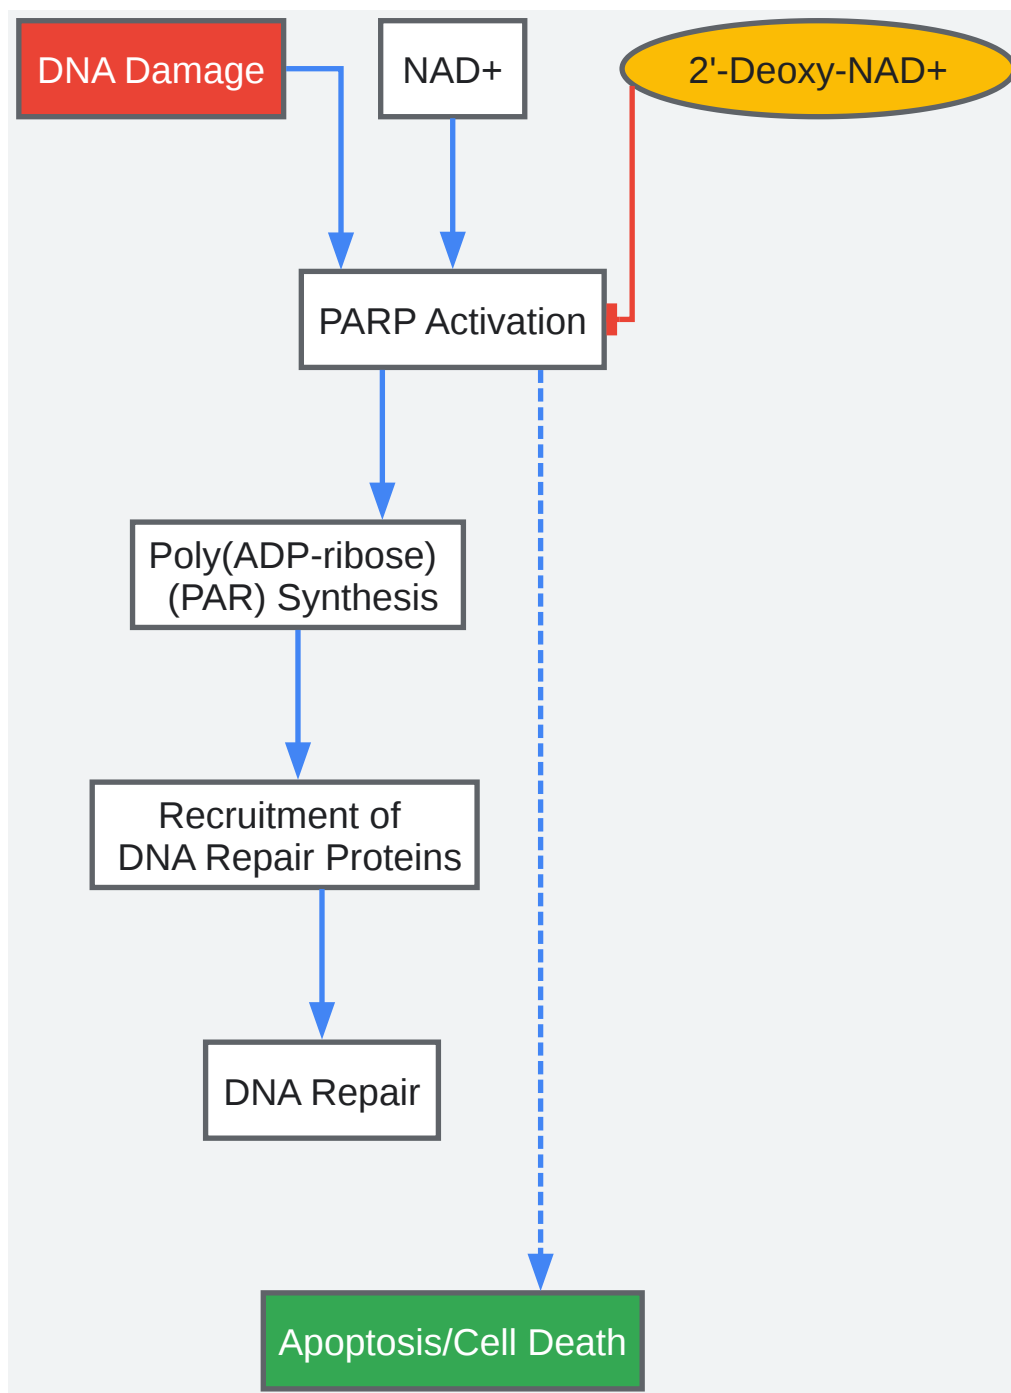 DNA Damage
NAD+
2'-Deoxy-NAD+
PARP Activation
Poly(ADP-ribose)
(PAR) Synthesis
Recruitment of
DNA Repair Proteins
DNA Repair
Apoptosis/Cell Death